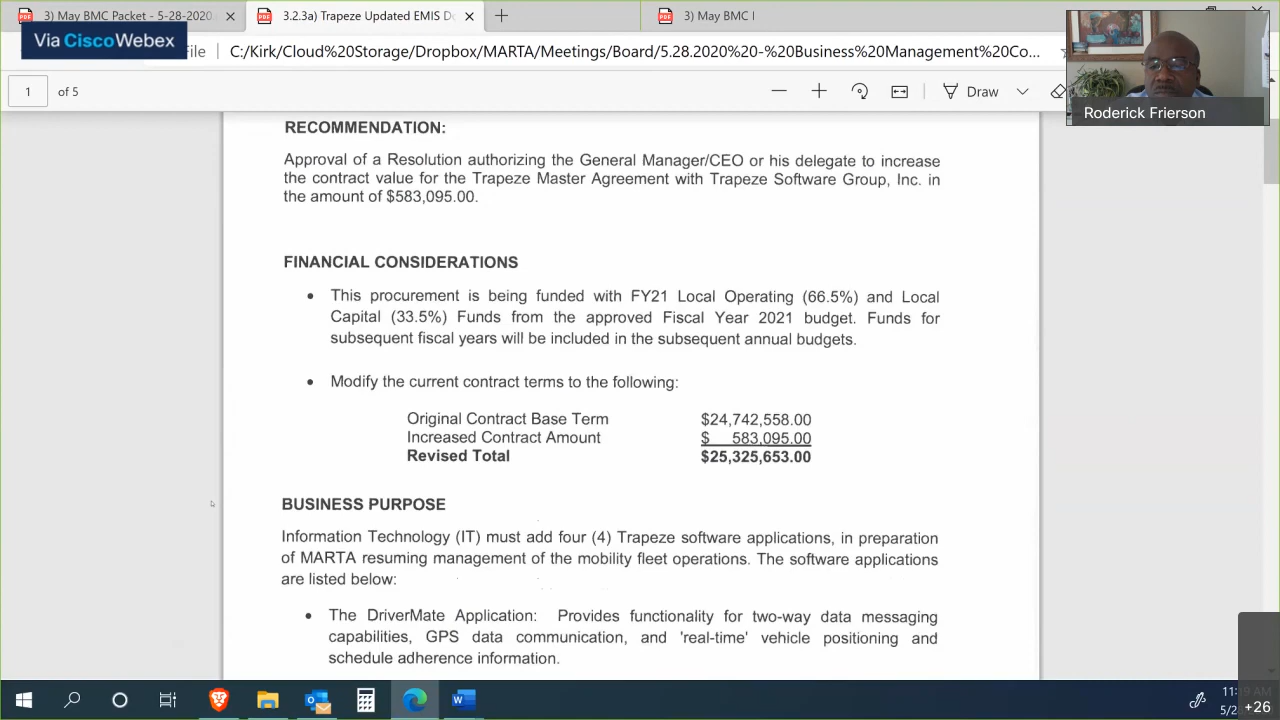 3) May BMC Packet - 5-28-2020
3.2.3a) Trapeze Updated EMIS Do
3) May BMC I
Via Cisco Webex
File
C:/Kirk/Cloud%20Storage/Dropbox/MARTA/Meetings/Board/5.28.2020%20-%20Business%20Management%20Co...
1 of 5
Draw
Roderick Frierson
RECOMMENDATION:
Approval of a Resolution authorizing the General Manager/CEO or his delegate to increase
the contract value for the Trapeze Master Agreement with Trapeze Software Group, Inc. in
the amount of $583,095.00.
FINANCIAL CONSIDERATIONS
• This procurement is being funded with FY21 Local Operating (66.5%) and Local
Capital (33.5%) Funds from the approved Fiscal Year 2021 budget. Funds for
subsequent fiscal years will be included in the subsequent annual budgets.
• Modify the current contract terms to the following:
Original Contract Base Term $24,742,558.00
Increased Contract Amount $ 583,095.00
Revised Total $25,325,653.00
BUSINESS PURPOSE
Information Technology (IT) must add four (4) Trapeze software applications, in preparation
of MARTA resuming management of the mobility fleet operations. The software applications
are listed below:
• The DriverMate Application: Provides functionality for two-way data messaging
capabilities, GPS data communication, and 'real-time' vehicle positioning and
schedule adherence information.
+26